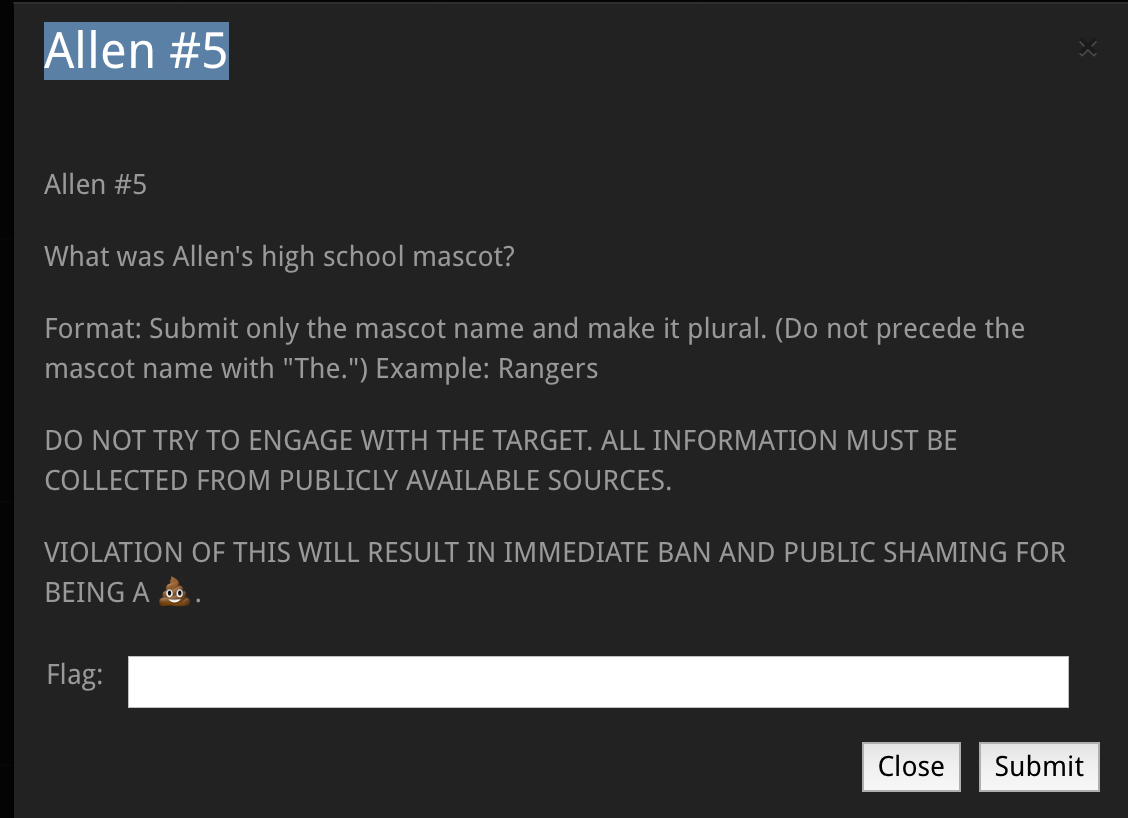 Allen #5
×
Allen #5
What was Allen's high school mascot?
Format: Submit only the mascot name and make it plural. (Do not precede the
mascot name with "The.") Example: Rangers
DO NOT TRY TO ENGAGE WITH THE TARGET. ALL INFORMATION MUST BE
COLLECTED FROM PUBLICLY AVAILABLE SOURCES.
VIOLATION OF THIS WILL RESULT IN IMMEDIATE BAN AND PUBLIC SHAMING FOR
BEING A 💩.
Flag:
Close Submit